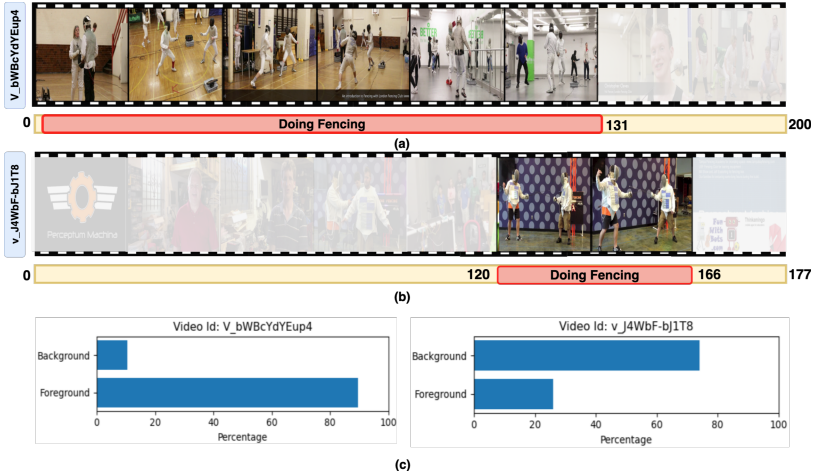 V_bWBcYdYEup4
0 Doing Fencing 131 200
(a)
v_J4WbF-bJ1T8
Perceptum Machine
0 120 Doing Fencing 166 177
(b)
Video Id: V_bWBcYdYEup4
Background
Foreground
0 20 40 60 80 100
Percentage
Video Id: v_J4WbF-bJ1T8
Background
Foreground
0 20 40 60 80 100
Percentage
(c)